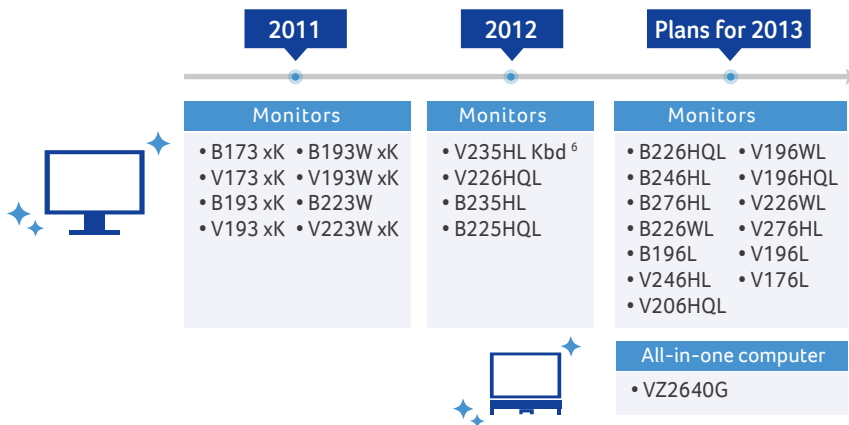 2011
2012
Plans for 2013
Monitors
• B173 xK • B193W xK
• V173 xK • V193W xK
• B193 xK • B223W
• V193 xK • V223W xK
Monitors
• V235HL Kbd 6
• V226HQL
• B235HL
• B225HQL
Monitors
• B226HQL • V196WL
• B246HL • V196HQL
• B276HL • V226WL
• B226WL • V276HL
• B196L • V196L
• V246HL • V176L
• V206HQL
All-in-one computer
• VZ2640G